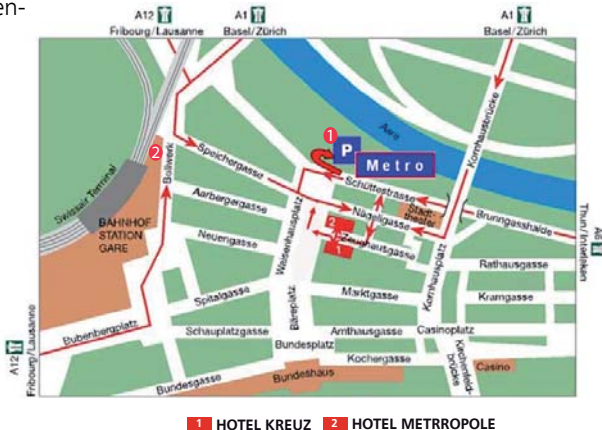 en-
A12
Fribourg/Lausanne
A1
Basel/Zürich
A1
Basel/Zürich
Aare
Kornhausbrücke
1
P
Metro
2
Bollwerk
Speichergasse
Schüttestrasse
Swissair Terminal
Aarbergergasse
Nägeligasse
Stadt-
theater
Brunngasshalde
Thun/Interlaken
A6
BAHNHOF
STATION
GARE
Neuengasse
Waisenhausplatz
2
1
Zeughausgasse
Kornhausplatz
Rathausgasse
Spitalgasse
Marktgasse
Kramgasse
Bubenbergplatz
Schauplatzgasse
Bäreplatz
Amthausgasse
Casinoplatz
Bundesplatz
Kochergasse
Kirchenfeld-
brücke
Casino
A12
Fribourg/Lausanne
Bundesgasse
Bundeshaus
1 HOTEL KREUZ 2 HOTEL METRROPOLE